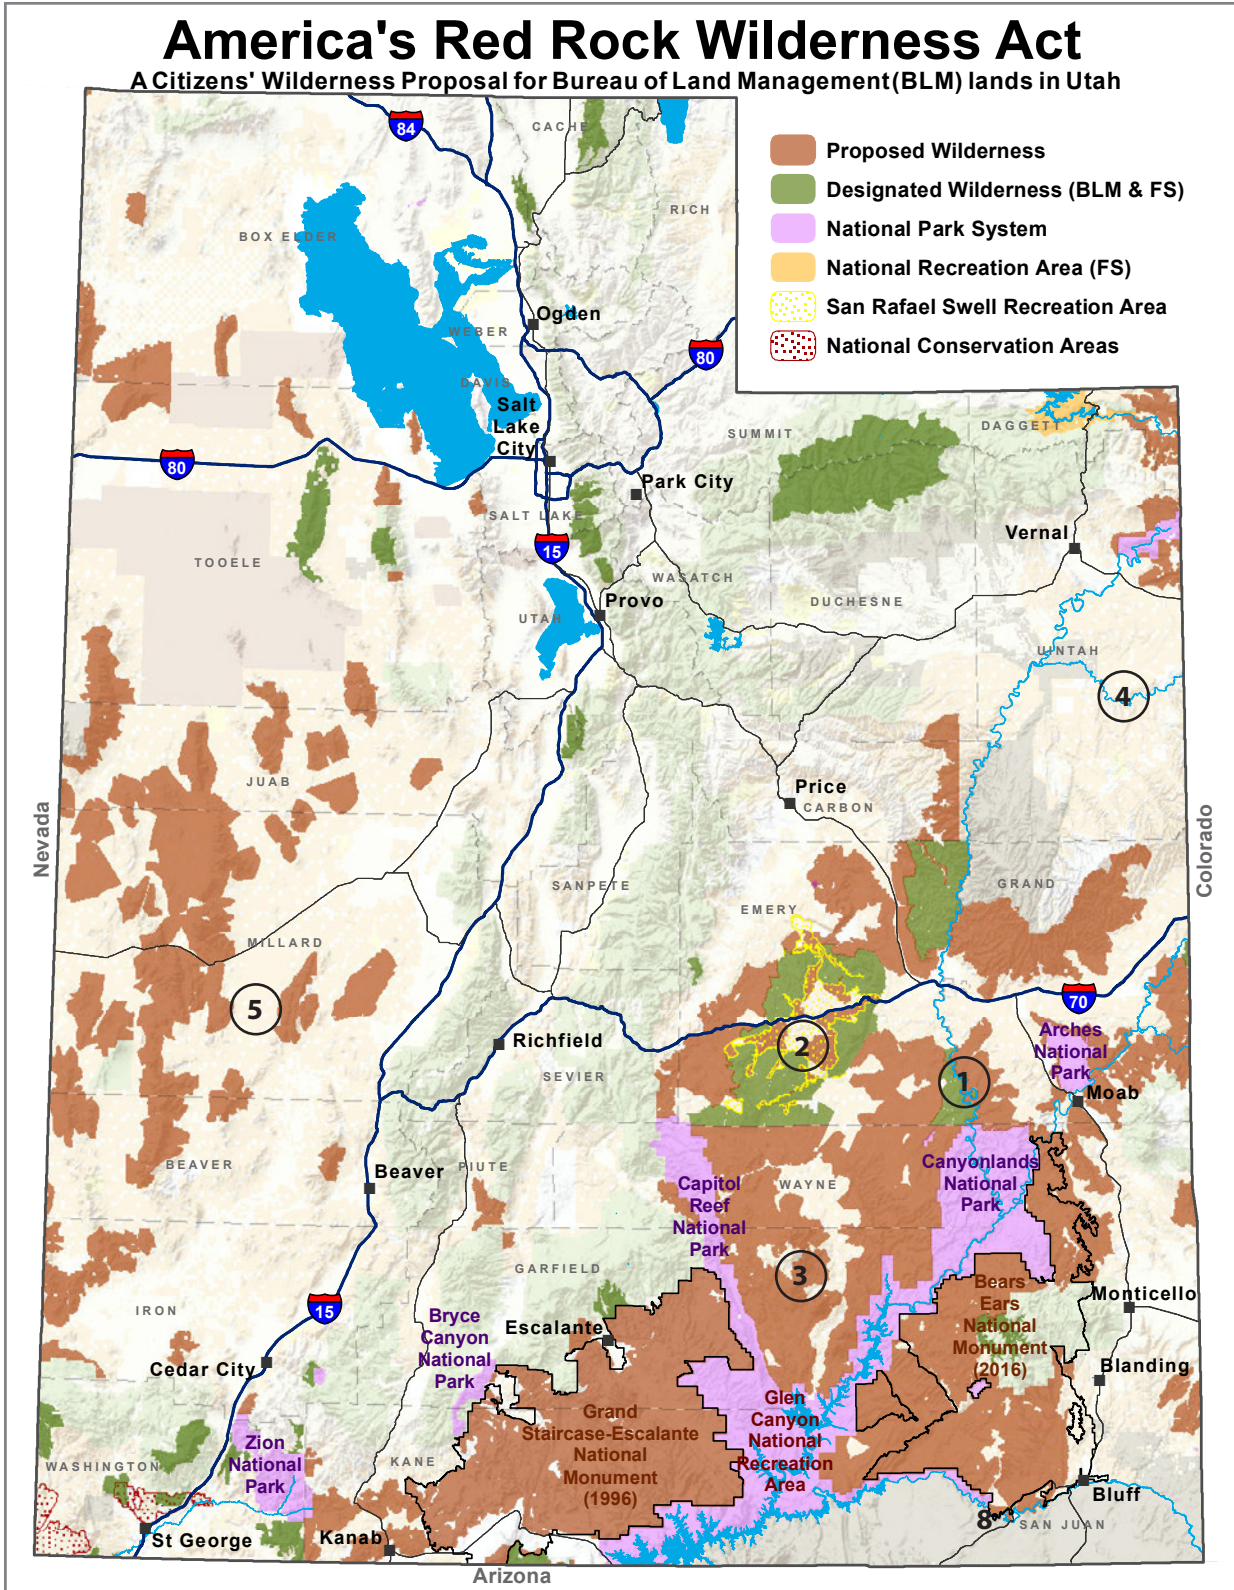 America's Red Rock Wilderness Act
A Citizens' Wilderness Proposal for Bureau of Land Management (BLM) lands in Utah
Proposed Wilderness
Designated Wilderness (BLM & FS)
National Park System
National Recreation Area (FS)
San Rafael Swell Recreation Area
National Conservation Areas
84
CACHE
RICH
BOX ELDER
Ogden
WEBER
80
DAVIS
Salt
Lake
City
SUMMIT
DAGGETT
80
Park City
SALT LAKE
Vernal
15
TOOELE
WASATCH
Provo
DUCHESNE
UTAH
UINTAH
4
JUAB
Price
CARBON
Nevada
Colorado
SANPETE
GRAND
EMERY
MILLARD
5
70
Arches
National
Park
Richfield
2
SEVIER
1
Moab
BEAVER
Beaver
PIUTE
Canyonlands
National
Park
Capitol
Reef
National
Park
WAYNE
3
GARFIELD
Bears
Ears
National
Monument
(2016)
Monticello
IRON
15
Bryce
Canyon
National
Park
Escalante
Cedar City
Blanding
Glen
Canyon
National
Recreation
Area
Grand
Staircase-Escalante
National
Monument
(1996)
Zion
National
Park
WASHINGTON
KANE
Bluff
8
SAN JUAN
St George
Kanab
Arizona